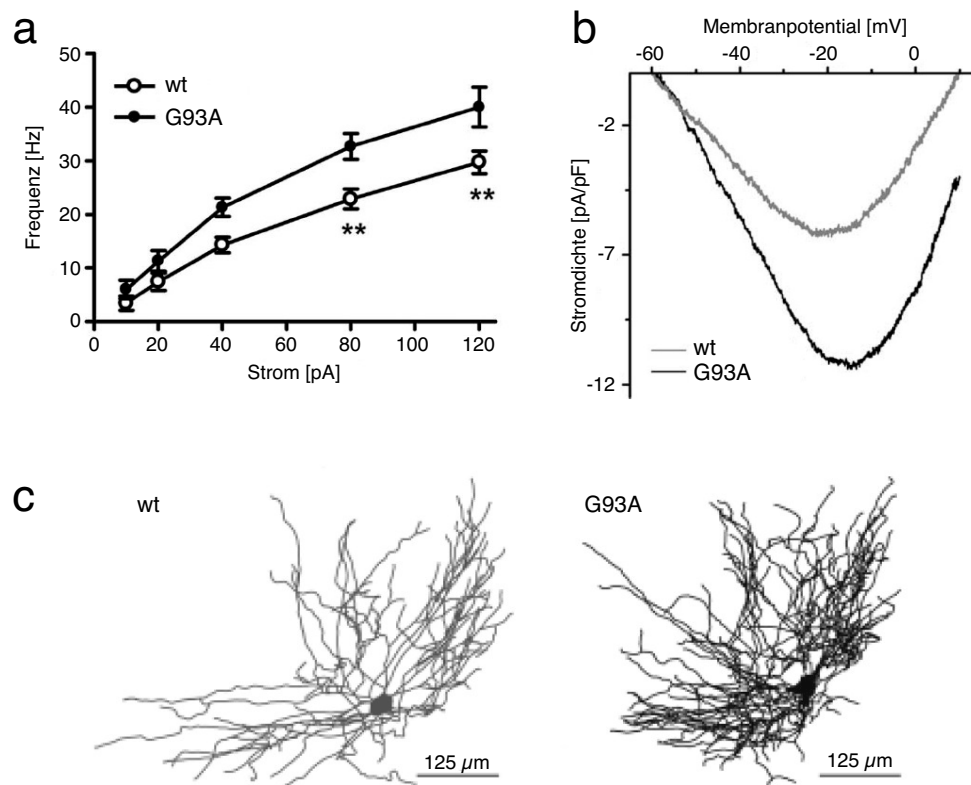 a
50
40
30
20
10
0
Frequenz [Hz]
wt
G93A
**
**
0 20 40 60 80 100 120
Strom [pA]
b
Membranpotential [mV]
-60 -40 -20 0
-2
-7
-12
Stromdichte [pA/pF]
wt
G93A
c
wt
125 µm
G93A
125 µm